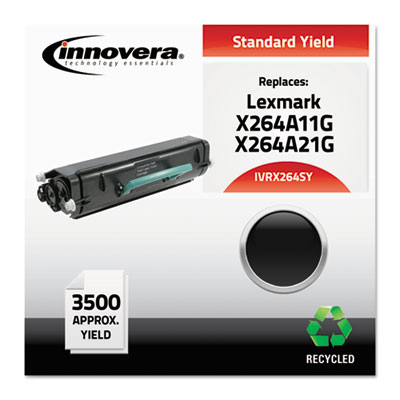 innovera
technology essentials
Standard Yield
Replaces:
Lexmark
X264A11G
X264A21G
IVRX264SY
3500
APPROX.
YIELD
RECYCLED